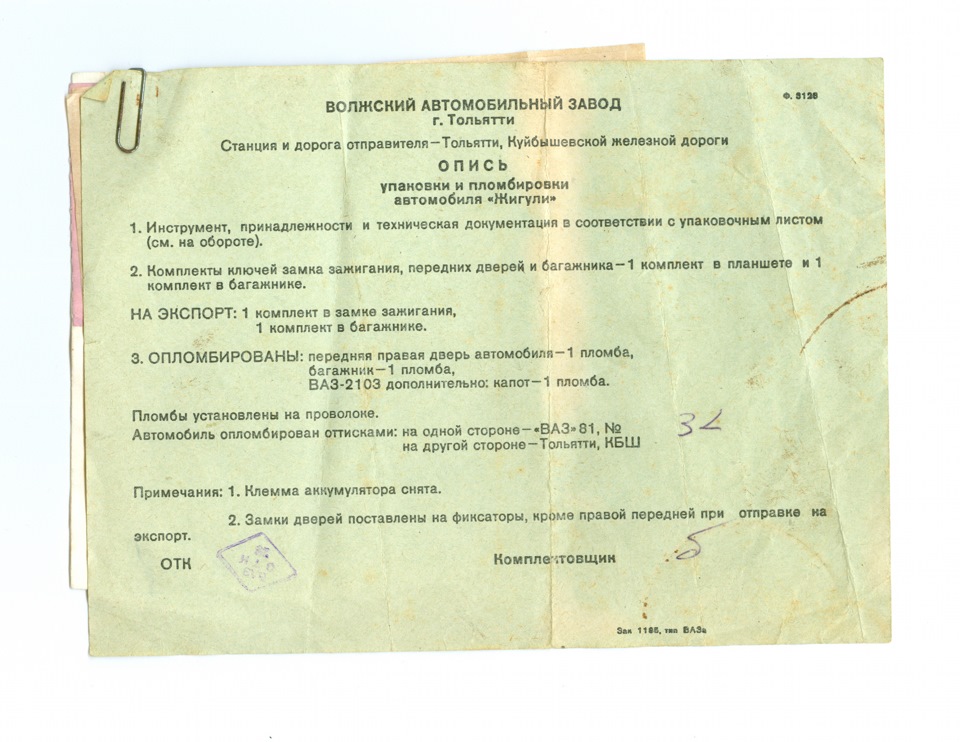 Ф. 3126
ВОЛЖСКИЙ АВТОМОБИЛЬНЫЙ ЗАВОД
г. Тольятти
Станция и дорога отправителя—Тольятти, Куйбышевской железной дороги
ОПИСЬ
упаковки и пломбировки
автомобиля «Жигули»
1. Инструмент, принадлежности и техническая документация в соответствии с упаковочным листом
(см. на обороте).
2. Комплекты ключей замка зажигания, передних дверей и багажника—1 комплект в планшете и 1
комплект в багажнике.
НА ЭКСПОРТ: 1 комплект в замке зажигания,
1 комплект в багажнике.
3. ОПЛОМБИРОВАНЫ: передняя правая дверь автомобиля—1 пломба,
багажник—1 пломба,
ВАЗ-2103 дополнительно: капот—1 пломба.
Пломбы установлены на проволоке.
Автомобиль опломбирован оттисками: на одной стороне—«ВАЗ» 81, №
на другой стороне—Тольятти, КБШ
Примечания: 1. Клемма аккумулятора снята.
2. Замки дверей поставлены на фиксаторы, кроме правой передней при отправке на
экспорт.
ОТК Комплектовщик
Зак 1195, тип ВАЗа